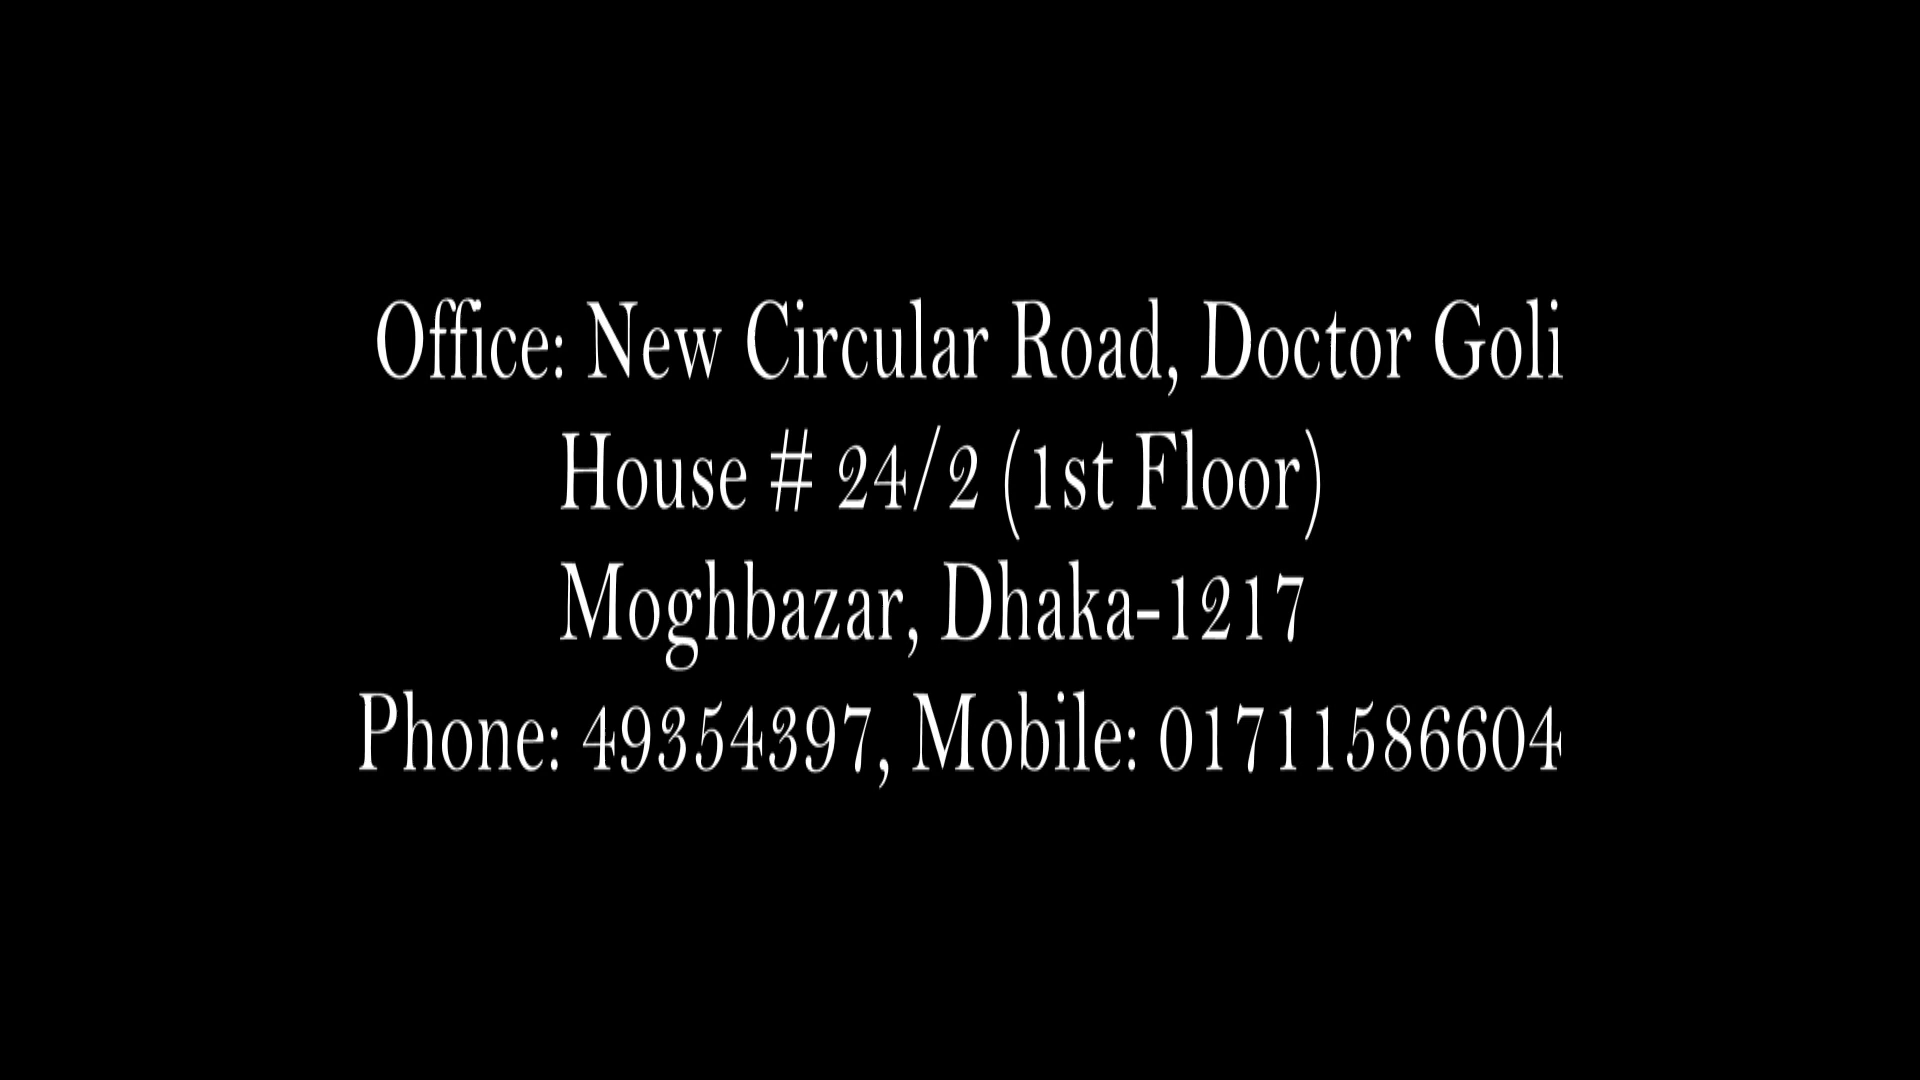 Office: New Circular Road, Doctor Goli
House # 24/2 (1st Floor)
Moghbazar, Dhaka-1217
Phone: 49354397, Mobile: 01711586604